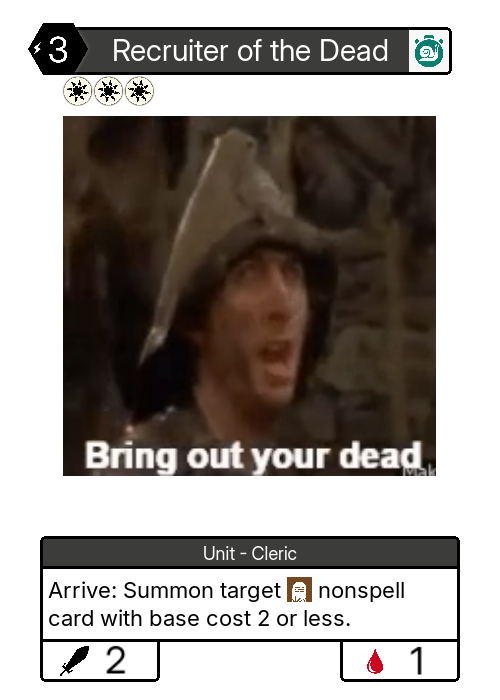 3
Recruiter of the Dead
Bring out your dead
Mak
Unit - Cleric
Arrive: Summon target nonspell
card with base cost 2 or less.
2
1